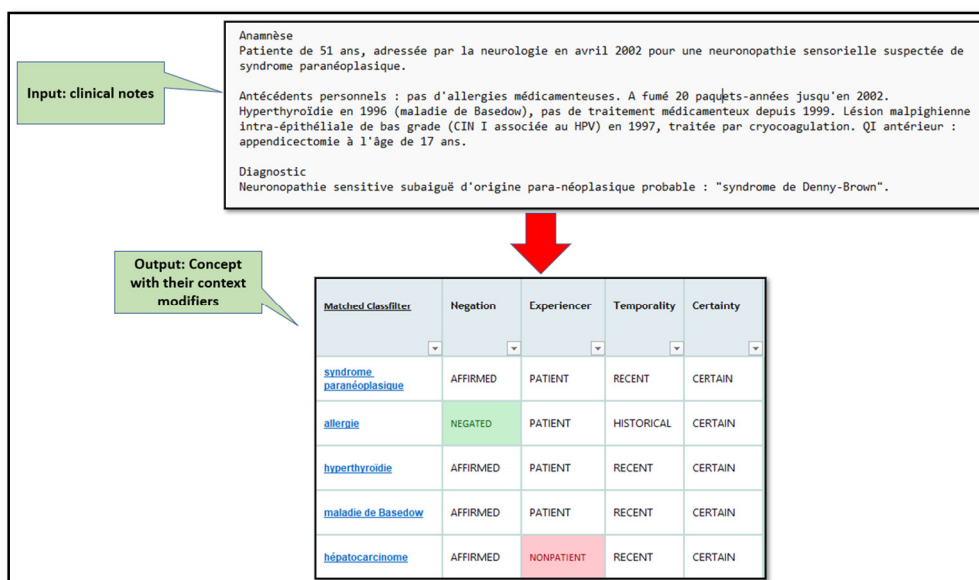 Anamnèse
Patiente de 51 ans, adressée par la neurologie en avril 2002 pour une neuronopathie sensorielle suspectée de
syndrome paranéoplasique.
Antécédents personnels : pas d'allergies médicamenteuses. A fumé 20 paquets-années jusqu'en 2002.
Hyperthyroïdie en 1996 (maladie de Basedow), pas de traitement médicamenteux depuis 1999. Lésion malpighienne
intra-épithéliale de bas grade (CIN I associée au HPV) en 1997, traitée par cryocoagulation. QI antérieur :
appendicectomie à l'âge de 17 ans.
Diagnostic
Neuronopathie sensitive subaiguë d'origine para-néoplasique probable : "syndrome de Denny-Brown".
Input: clinical notes
Output: Concept
with their context
modifiers
Matched Classfilter Negation Experiencer Temporality Certainty
syndrome
paranéoplasique AFFIRMED PATIENT RECENT CERTAIN
allergie NEGATED PATIENT HISTORICAL CERTAIN
hyperthyroïdie AFFIRMED PATIENT RECENT CERTAIN
maladie de Basedow AFFIRMED PATIENT RECENT CERTAIN
hépatocarcinome AFFIRMED NONPATIENT RECENT CERTAIN